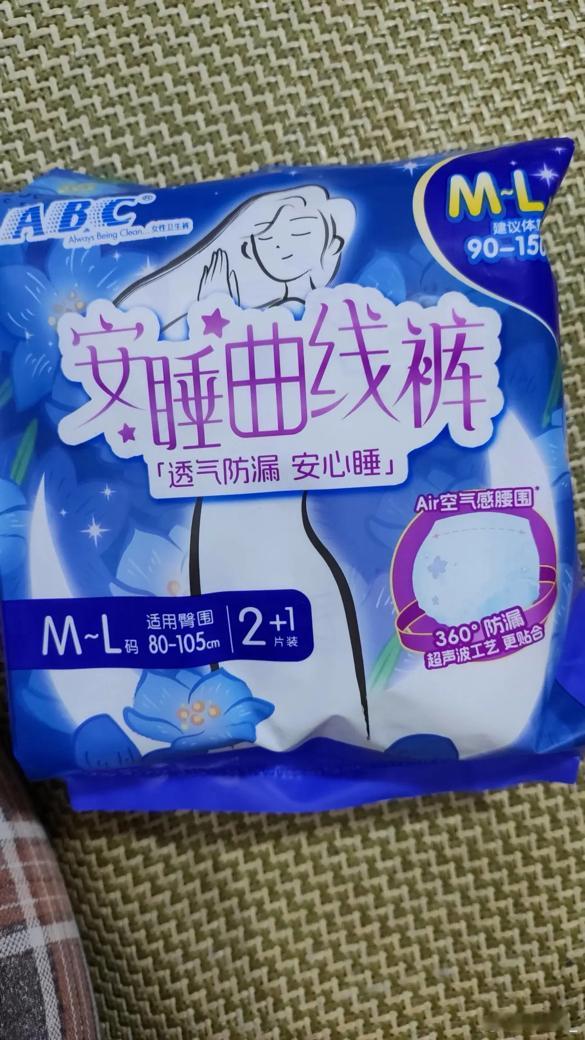 ABC®
Always Being Clean... 女性卫生裤
M~L
建议体
90-150
安睡曲线裤
「透气防漏 安心睡」
Air空气感腰围*
360° 防漏
超声波工艺 更贴合
M~L码
适用臀围
80-105cm
2+1片装